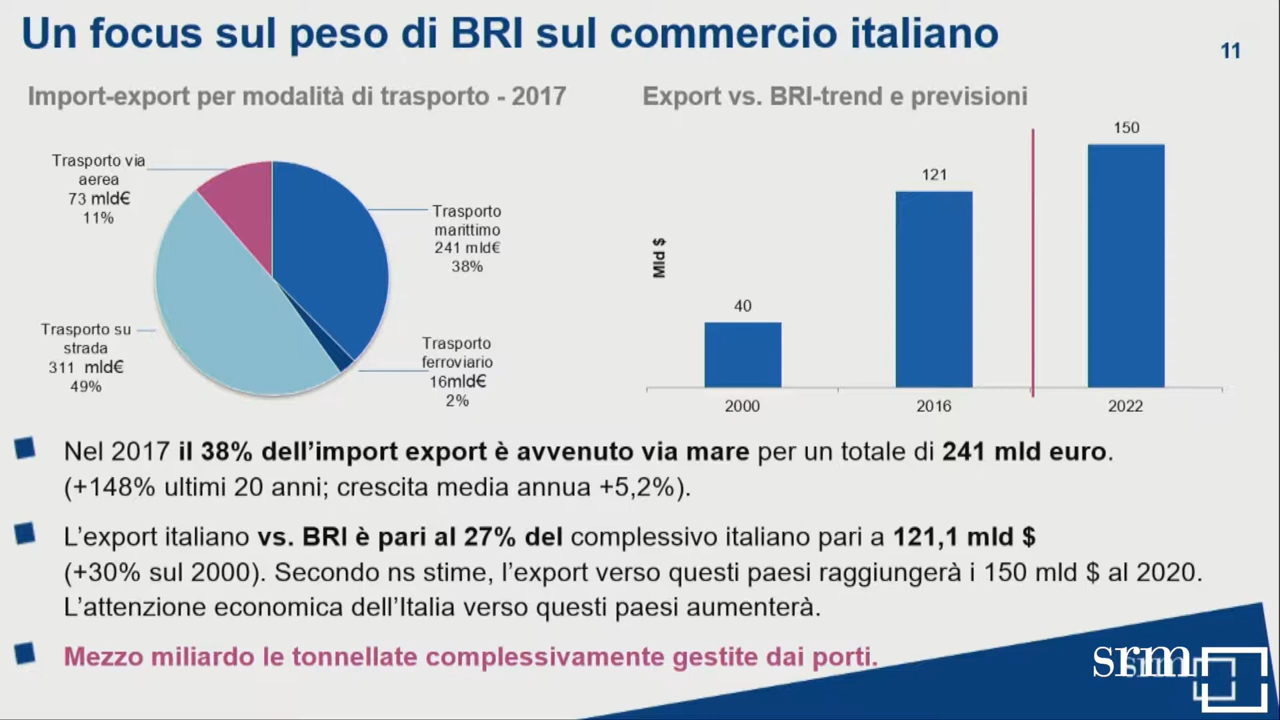 Un focus sul peso di BRI sul commercio italiano
11
Import-export per modalità di trasporto - 2017
Trasporto via
aerea
73 mld€
11%
Trasporto
marittimo
241 mld€
38%
Trasporto su
strada
311 mld€
49%
Trasporto
ferroviario
16mld€
2%
Export vs. BRI-trend e previsioni
Mld $
40
121
150
2000
2016
2022
Nel 2017 il 38% dell'import export è avvenuto via mare per un totale di 241 mld euro.
(+148% ultimi 20 anni; crescita media annua +5,2%).
L'export italiano vs. BRI è pari al 27% del complessivo italiano pari a 121,1 mld $
(+30% sul 2000). Secondo ns stime, l'export verso questi paesi raggiungerà i 150 mld $ al 2020.
L'attenzione economica dell'Italia verso questi paesi aumenterà.
Mezzo miliardo le tonnellate complessivamente gestite dai porti.
srm
srm